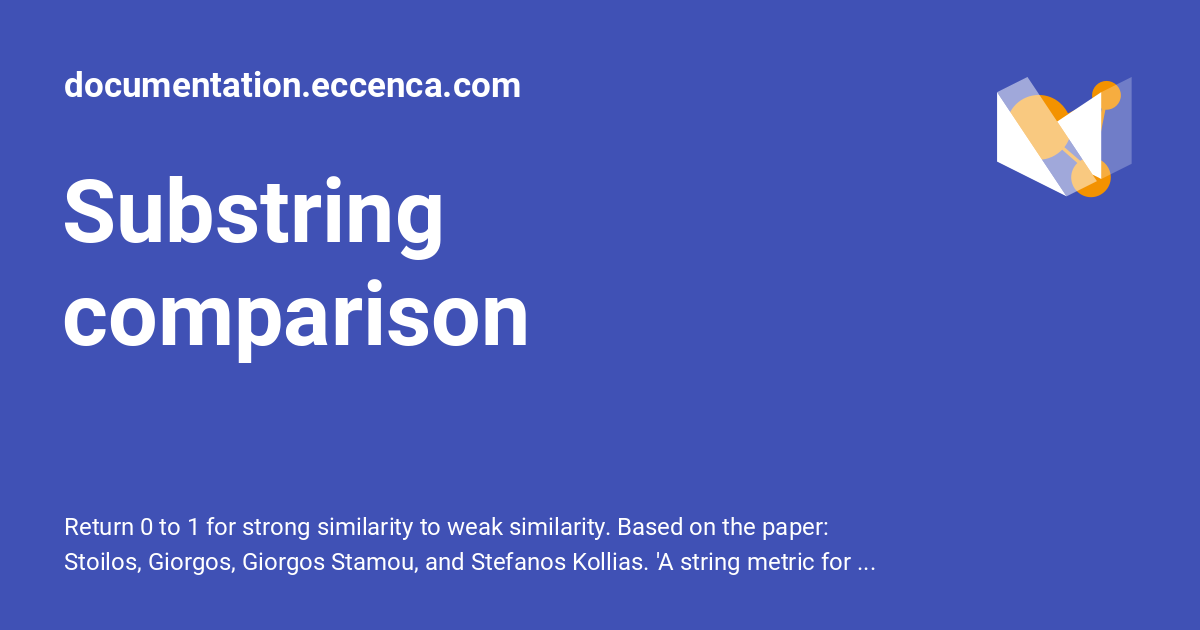 documentation.eccenca.com
Substring
comparison
Return 0 to 1 for strong similarity to weak similarity. Based on the paper:
Stoilos, Giorgos, Giorgos Stamou, and Stefanos Kollias. 'A string metric for ...